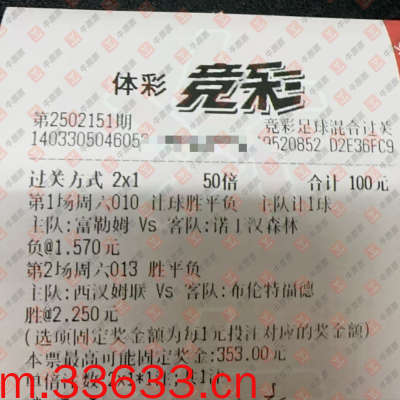 体彩 竞彩
第2502151期 竞彩足球混合过关
140330504605 9520852 D2E36FC9
过关方式 2x1 50倍 合计 100元
第1场周六010 让球胜平负 主队让1球
主队:富勒姆 Vs 客队:诺丁汉森林
负@1.570元
第2场周六013 胜平负
主队:西汉姆联 Vs 客队:布伦特福德
胜@2.250元
(选项固定奖金额为每1元投注对应的奖金额)
本票最高可能固定奖金:353.00元
m.33633.cn